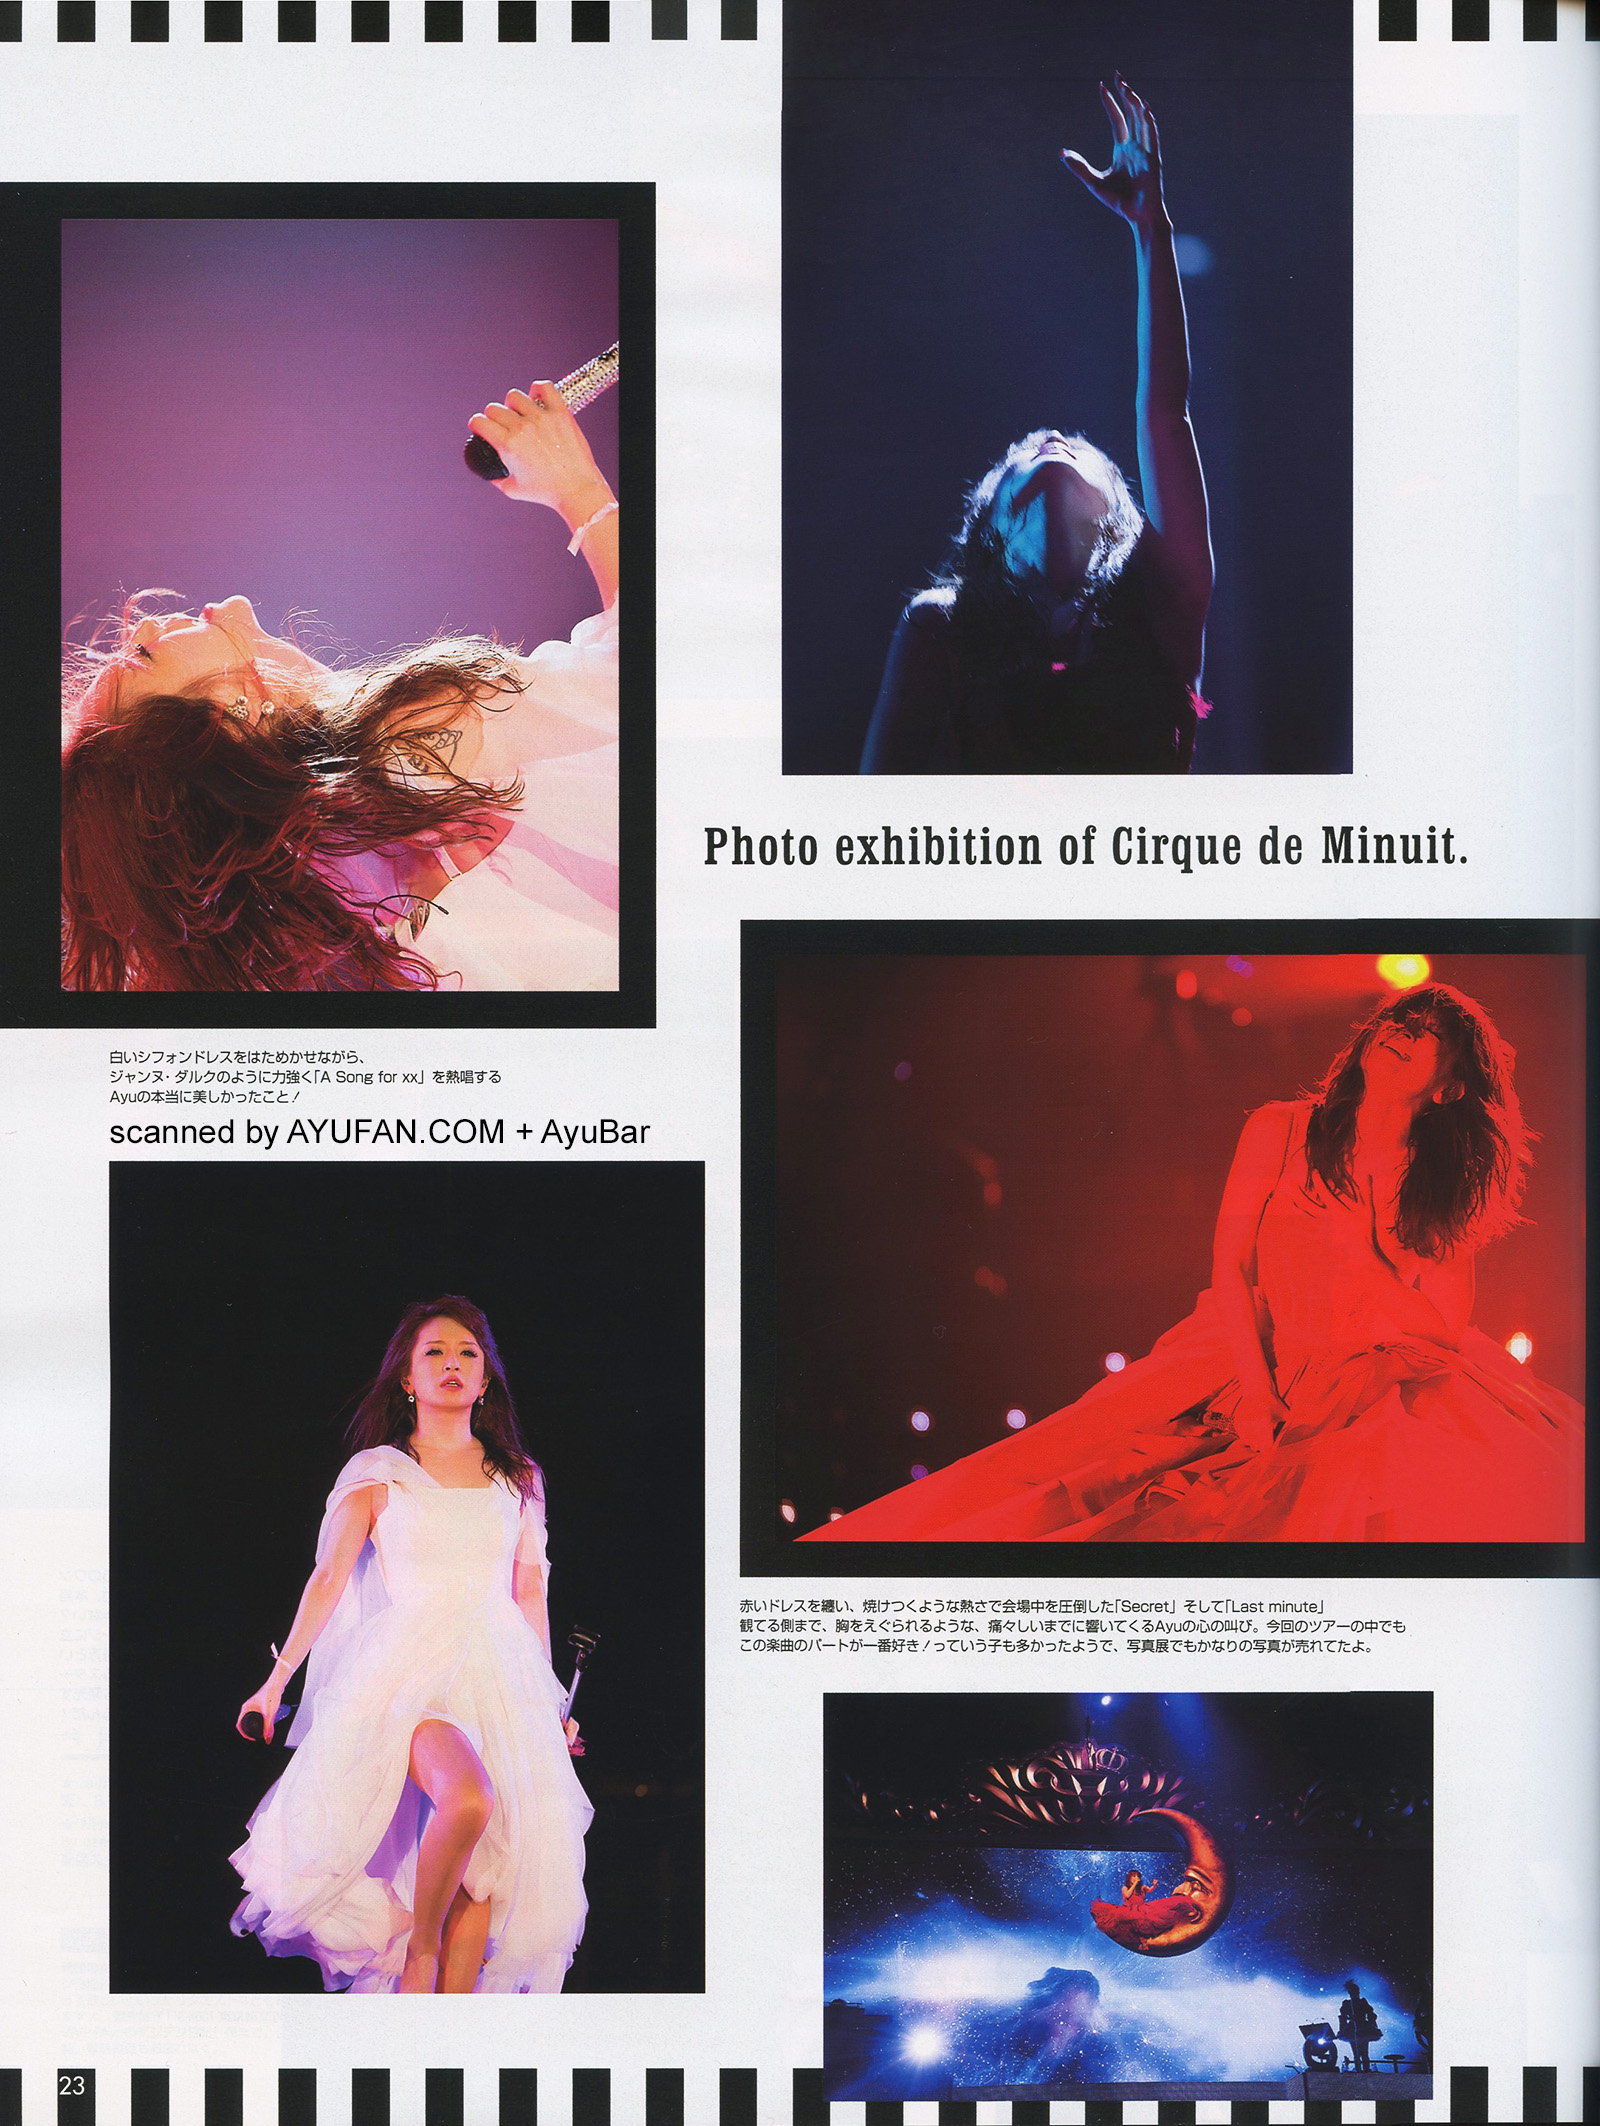 Photo exhibition of Cirque de Minuit.
白いシフォンドレスをはためかせながら、
ジャンヌ・ダルクのように力強く「A Song for xx」を熱唱する
Ayuの本当に美しかったこと!
scanned by AYUFAN.COM + AyuBar
赤いドレスを纏い、焼けつくような熱さで会場中を圧倒した「Secret」そして「Last minute」
観てる側まで、胸をえぐられるような、痛々しいまでに響いてくるAyuの心の叫び。今回のツアーの中でも
この楽曲のパートが一番好き!っていう子も多かったようで、写真展でもかなりの写真が売れてたよ。
23